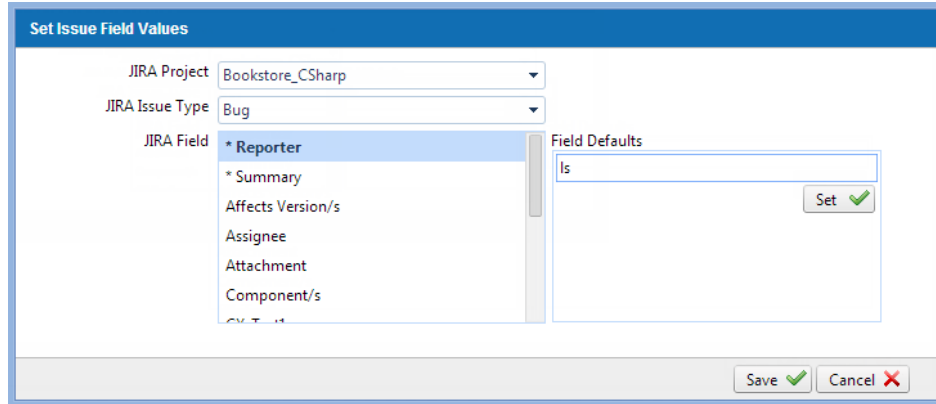 Set Issue Field Values
JIRA Project Bookstore_CSharp
JIRA Issue Type Bug
JIRA Field * Reporter Field Defaults
* Summary ls
Affects Version/s Set
Assignee
Attachment
Component/s
Save Cancel